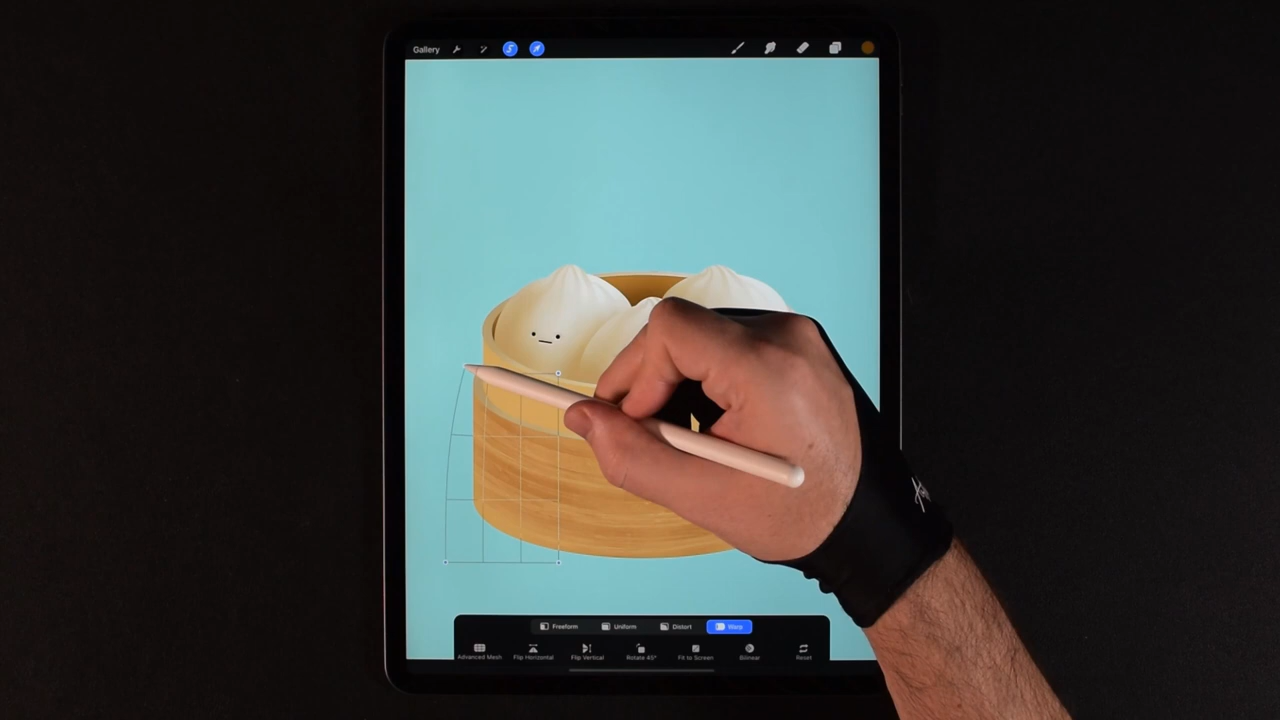 Gallery
Freeform Uniform Distort Warp
Advanced Mesh Flip Horizontal Flip Vertical Rotate 45° Fit to Screen Bilinear Reset